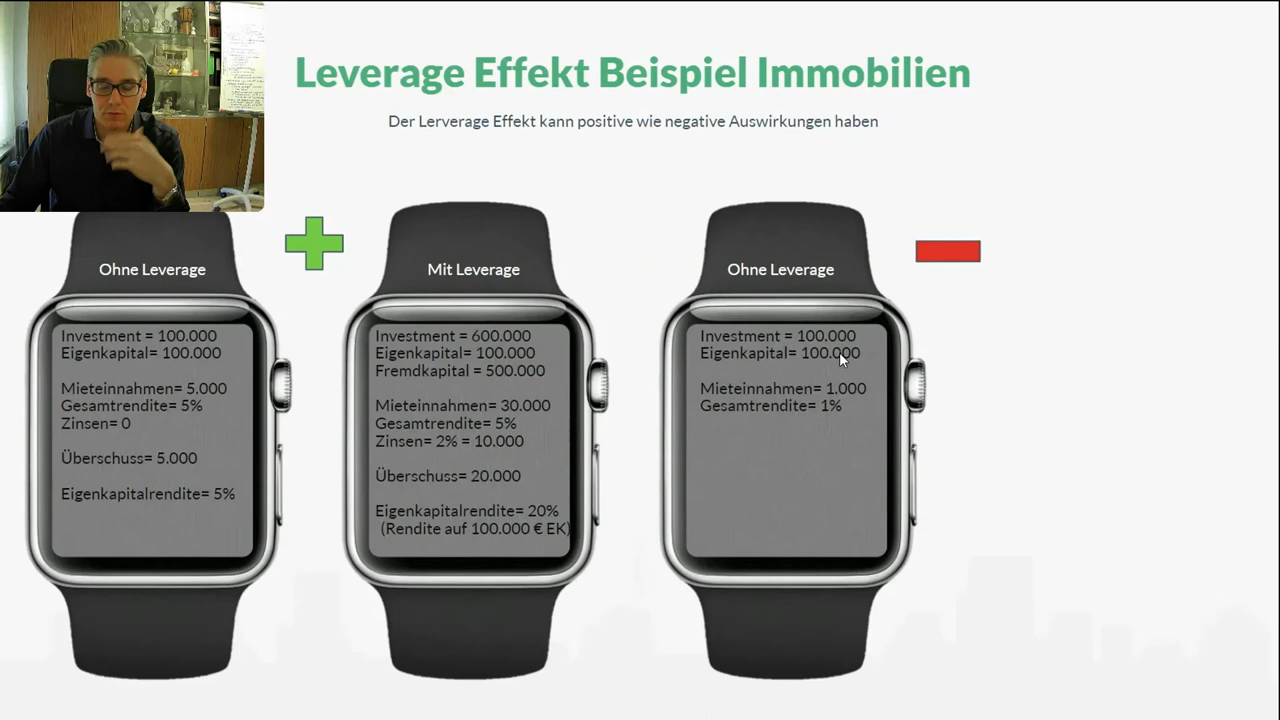 Leverage Effekt Beispiel Immobilien
Der Lerverage Effekt kann positive wie negative Auswirkungen haben
Ohne Leverage
Investment = 100.000
Eigenkapital= 100.000
Mieteinnahmen= 5.000
Gesamtrendite= 5%
Zinsen= 0
Überschuss= 5.000
Eigenkapitalrendite= 5%
Mit Leverage
Investment = 600.000
Eigenkapital= 100.000
Fremdkapital = 500.000
Mieteinnahmen= 30.000
Gesamtrendite= 5%
Zinsen= 2% = 10.000
Überschuss= 20.000
Eigenkapitalrendite= 20%
(Rendite auf 100.000 € EK)
Ohne Leverage
Investment = 100.000
Eigenkapital= 100.000
Mieteinnahmen= 1.000
Gesamtrendite= 1%